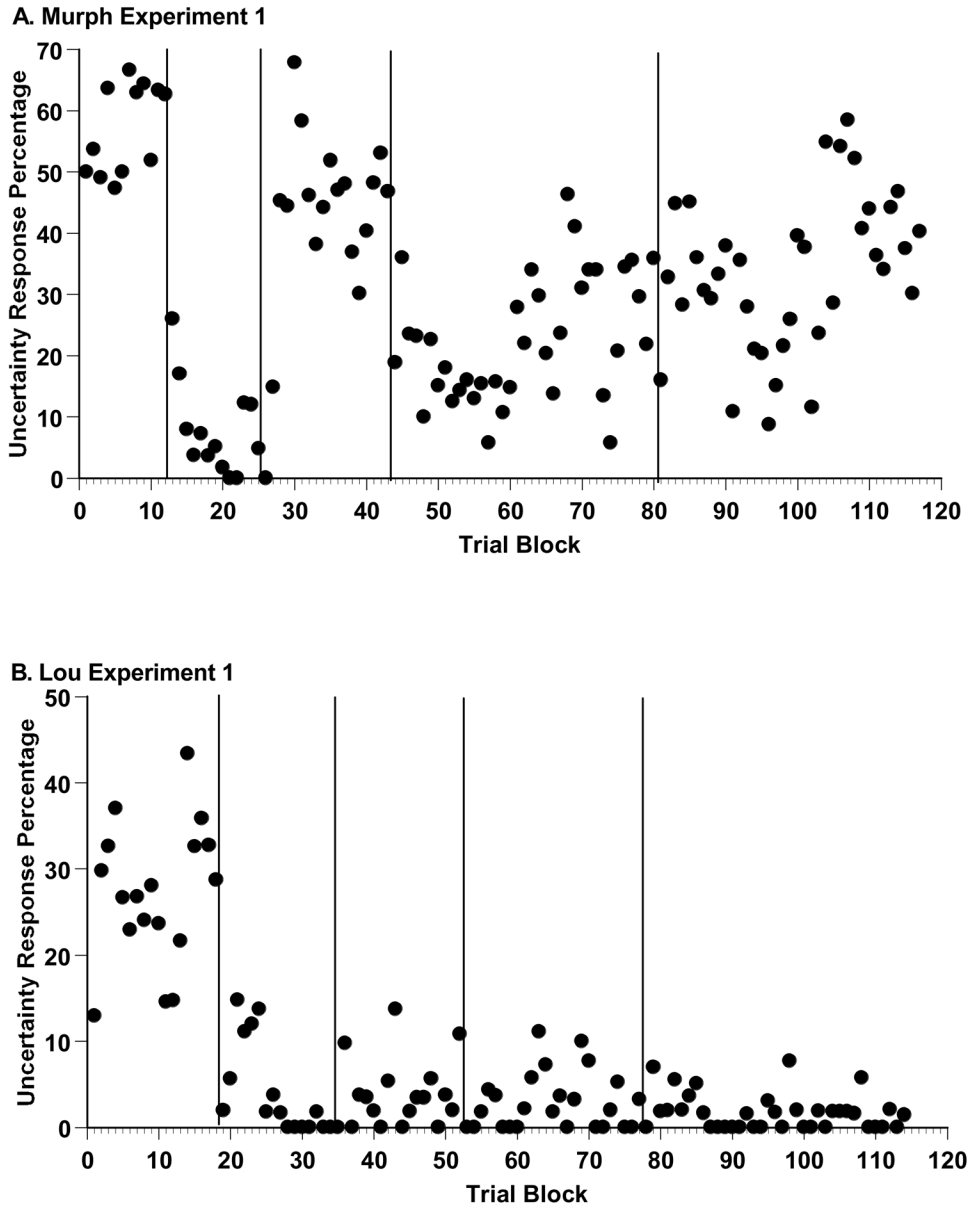 A. Murph Experiment 1
Uncertainty Response Percentage
70
60
50
40
30
20
10
0
0 10 20 30 40 50 60 70 80 90 100 110 120
Trial Block
B. Lou Experiment 1
Uncertainty Response Percentage
50
40
30
20
10
0
0 10 20 30 40 50 60 70 80 90 100 110 120
Trial Block